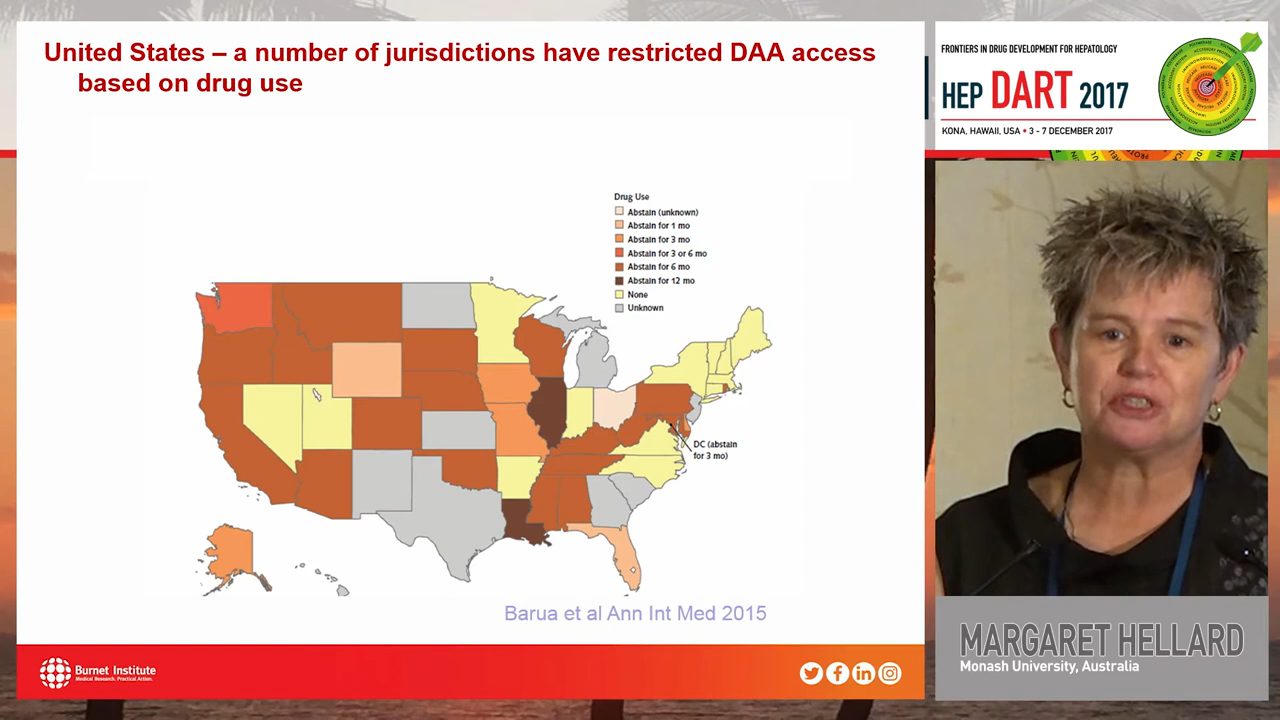 United States – a number of jurisdictions have restricted DAA access
based on drug use
Drug Use
Abstain (unknown)
Abstain for 1 mo
Abstain for 3 mo
Abstain for 3 or 6 mo
Abstain for 6 mo
Abstain for 12 mo
None
Unknown
DC (abstain
for 3 mo)
Barua et al Ann Int Med 2015
Burnet Institute
Medical Research. Practical Action.
FRONTIERS IN DRUG DEVELOPMENT FOR HEPATOLOGY
HEP DART 2017
KONA, HAWAII, USA • 3 - 7 DECEMBER 2017
MARGARET HELLARD
Monash University, Australia